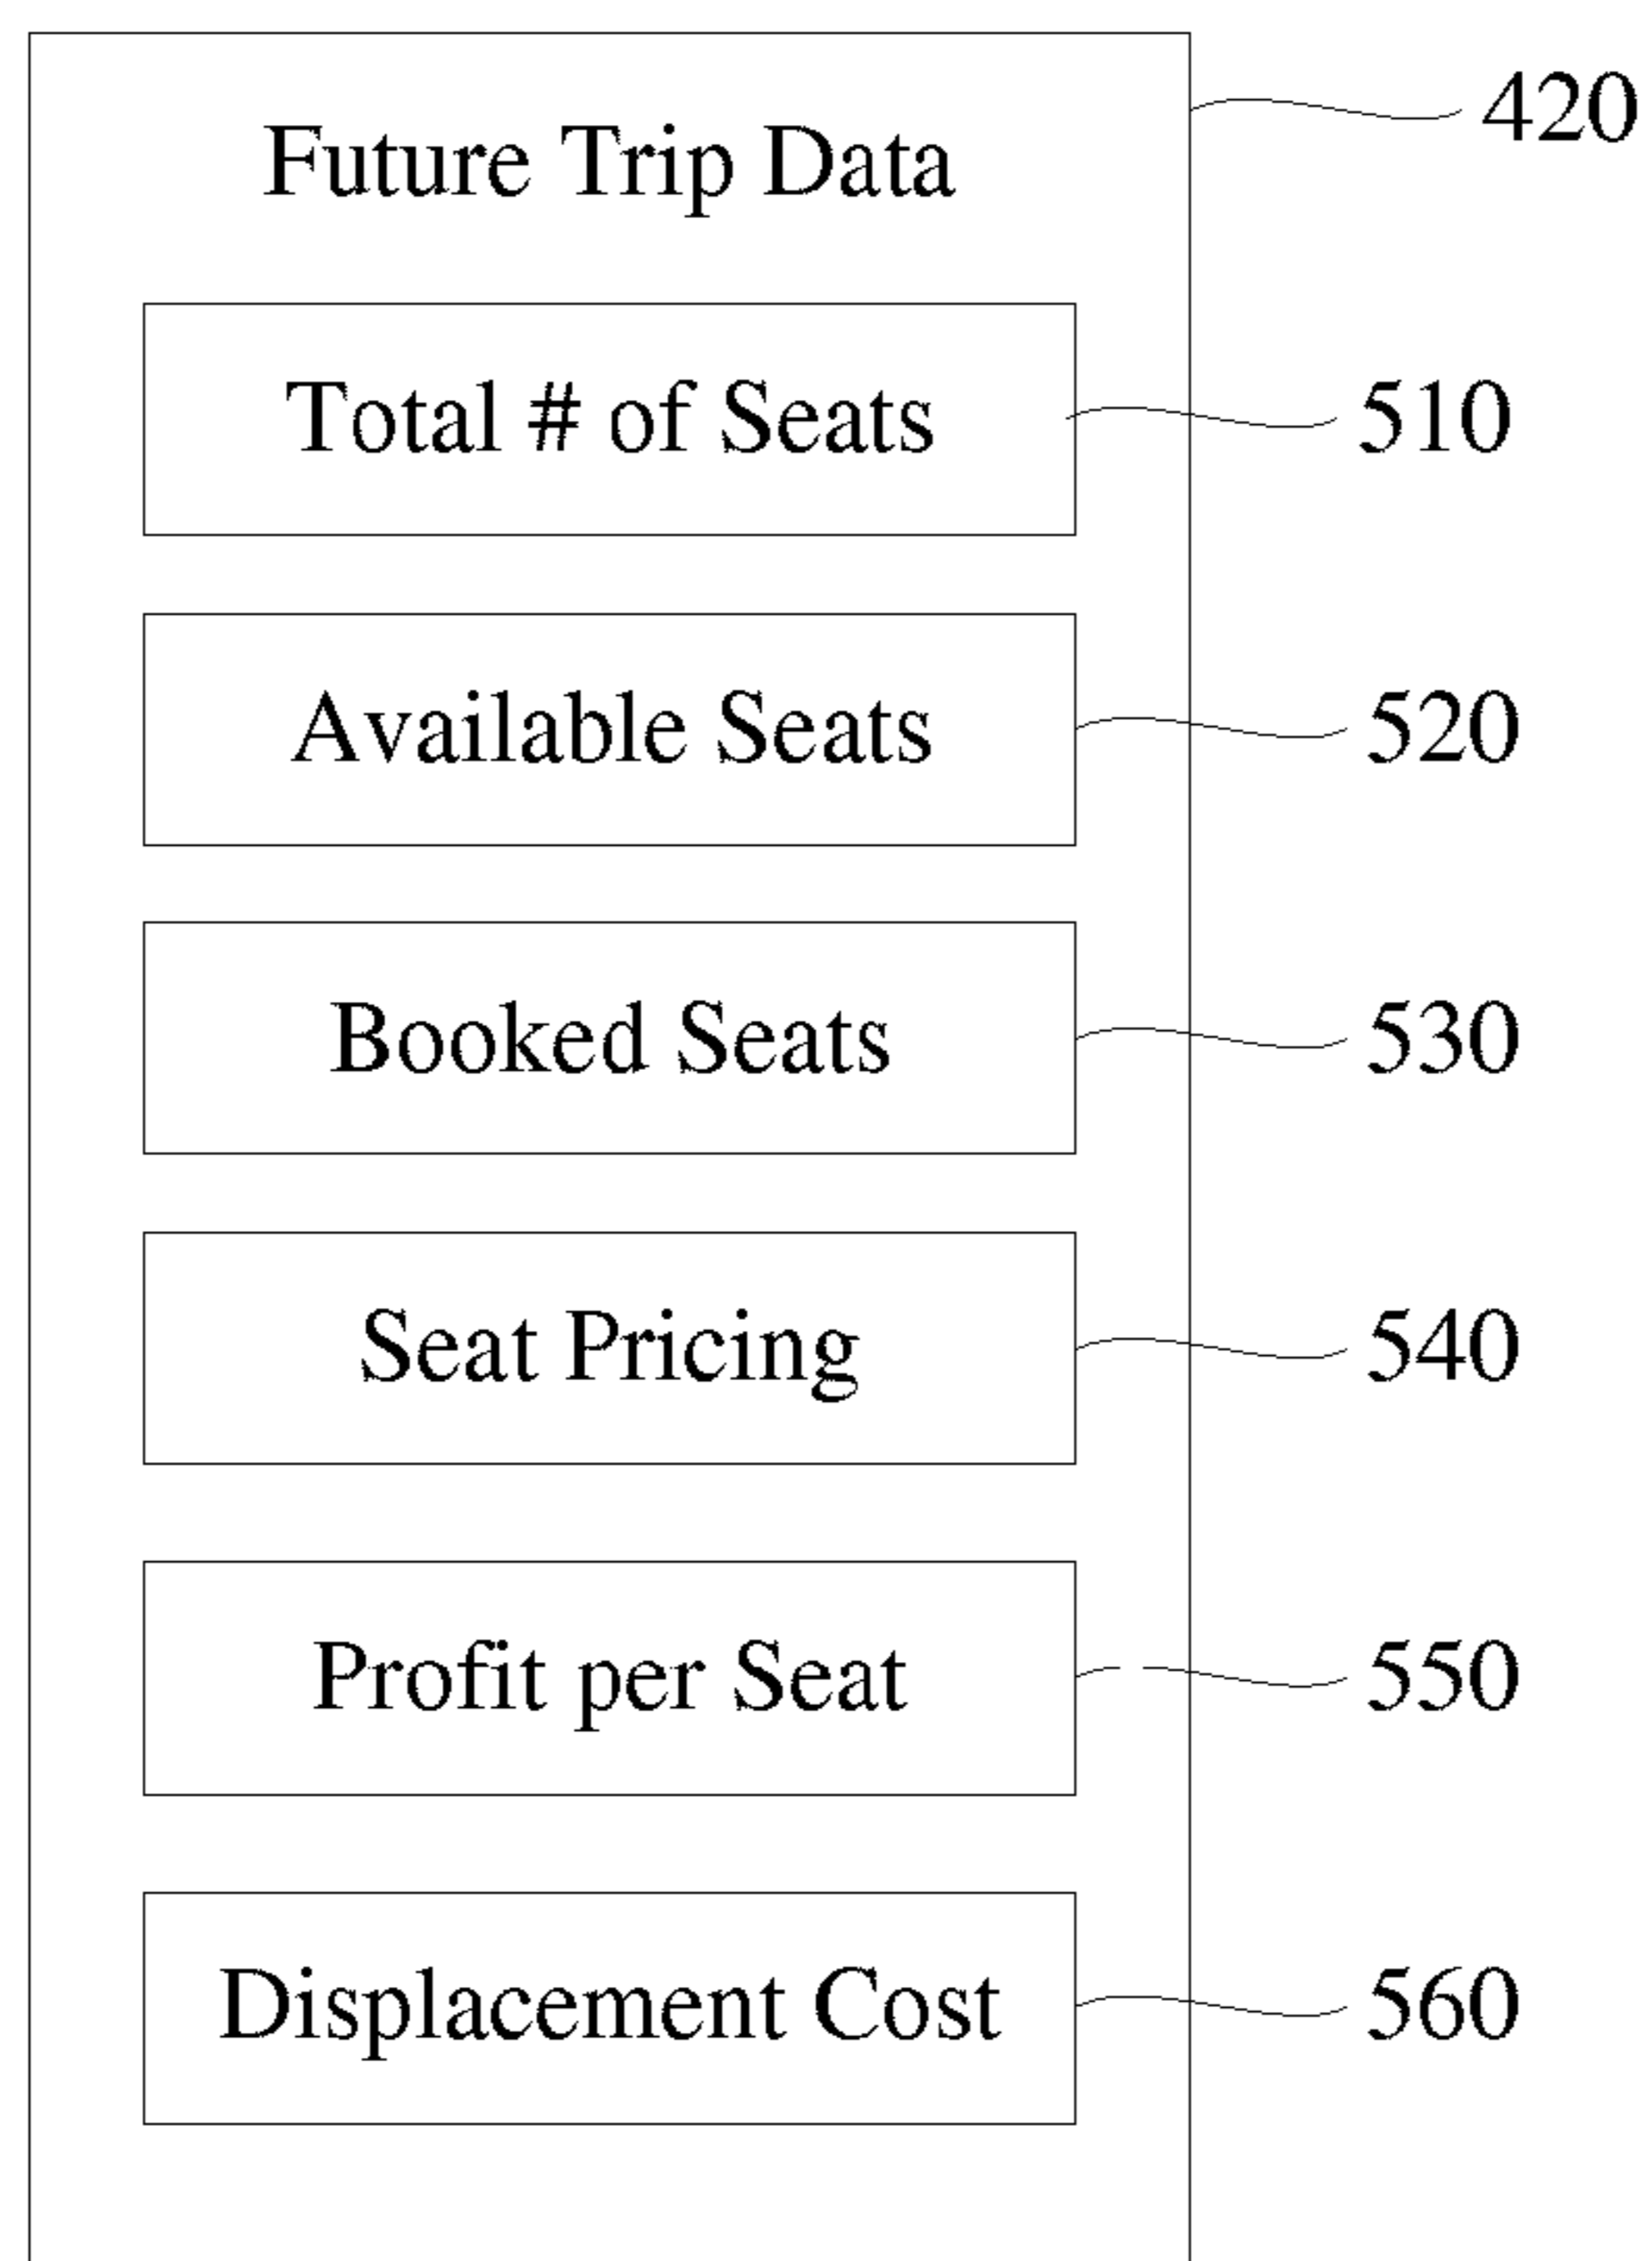 Future Trip Data 420
Total # of Seats 510
Available Seats 520
Booked Seats 530
Seat Pricing 540
Profit per Seat 550
Displacement Cost 560